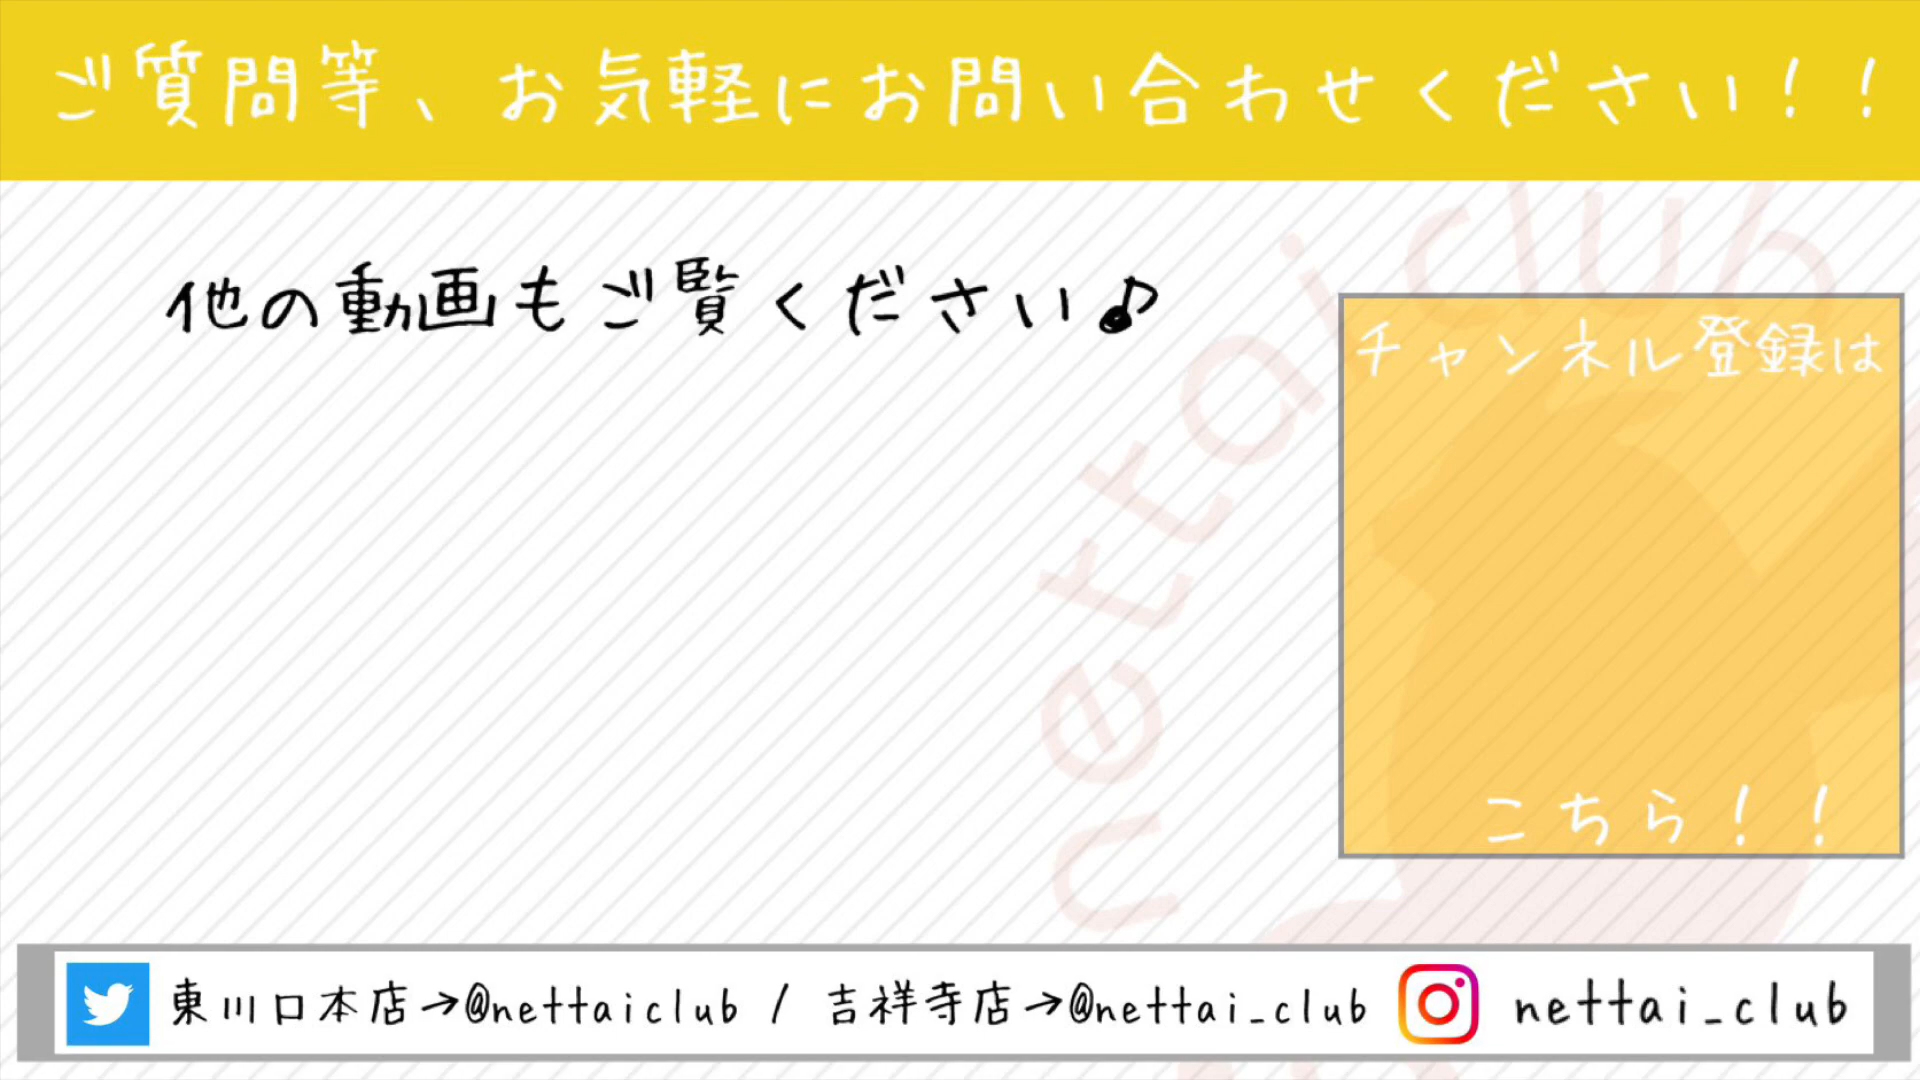 ご質問等、お気軽にお問い合わせください！！
nettaiclub
他の動画もご覧ください♪
チャンネル登録は
こちら！！
東川口本店→@nettaiclub / 吉祥寺店→@nettai_club
nettai_club